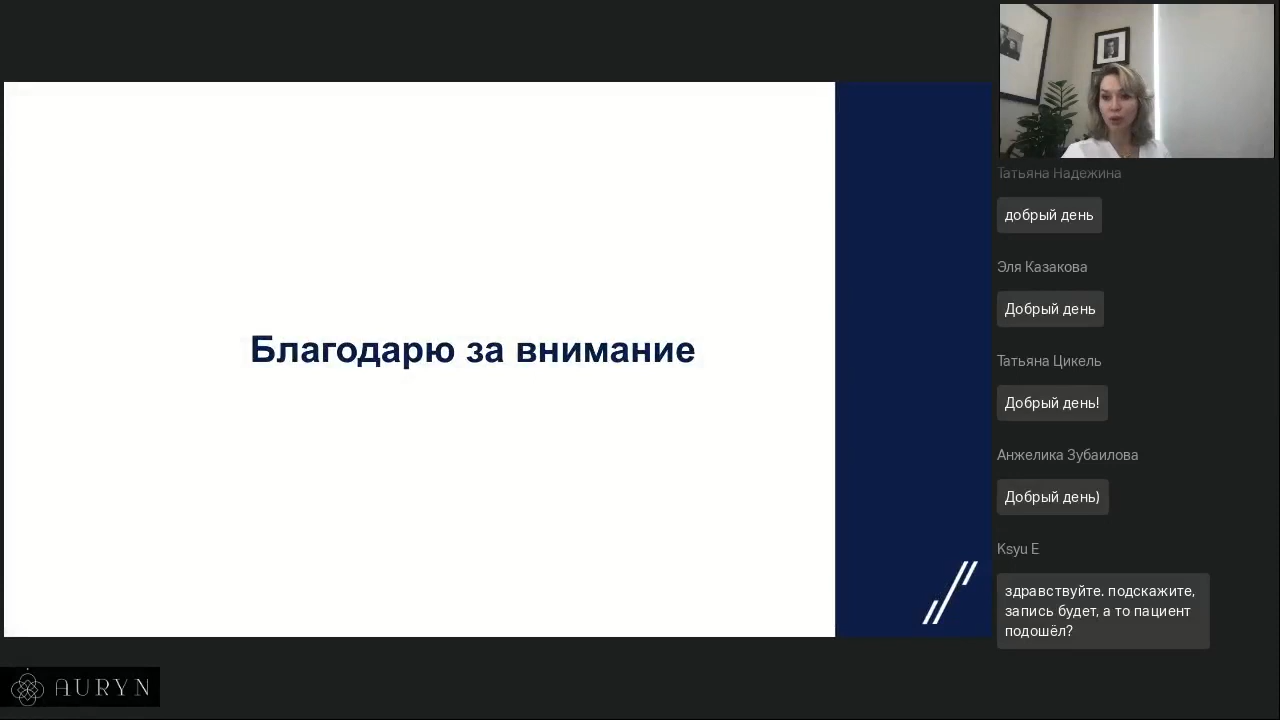 Благодарю за внимание
Татьяна Надежина
добрый день
Эля Казакова
Добрый день
Татьяна Цикель
Добрый день!
Анжелика Зубаилова
Добрый день)
Ksyu E
здравствуйте. подскажите,
запись будет, а то пациент
подошёл?
AURYN